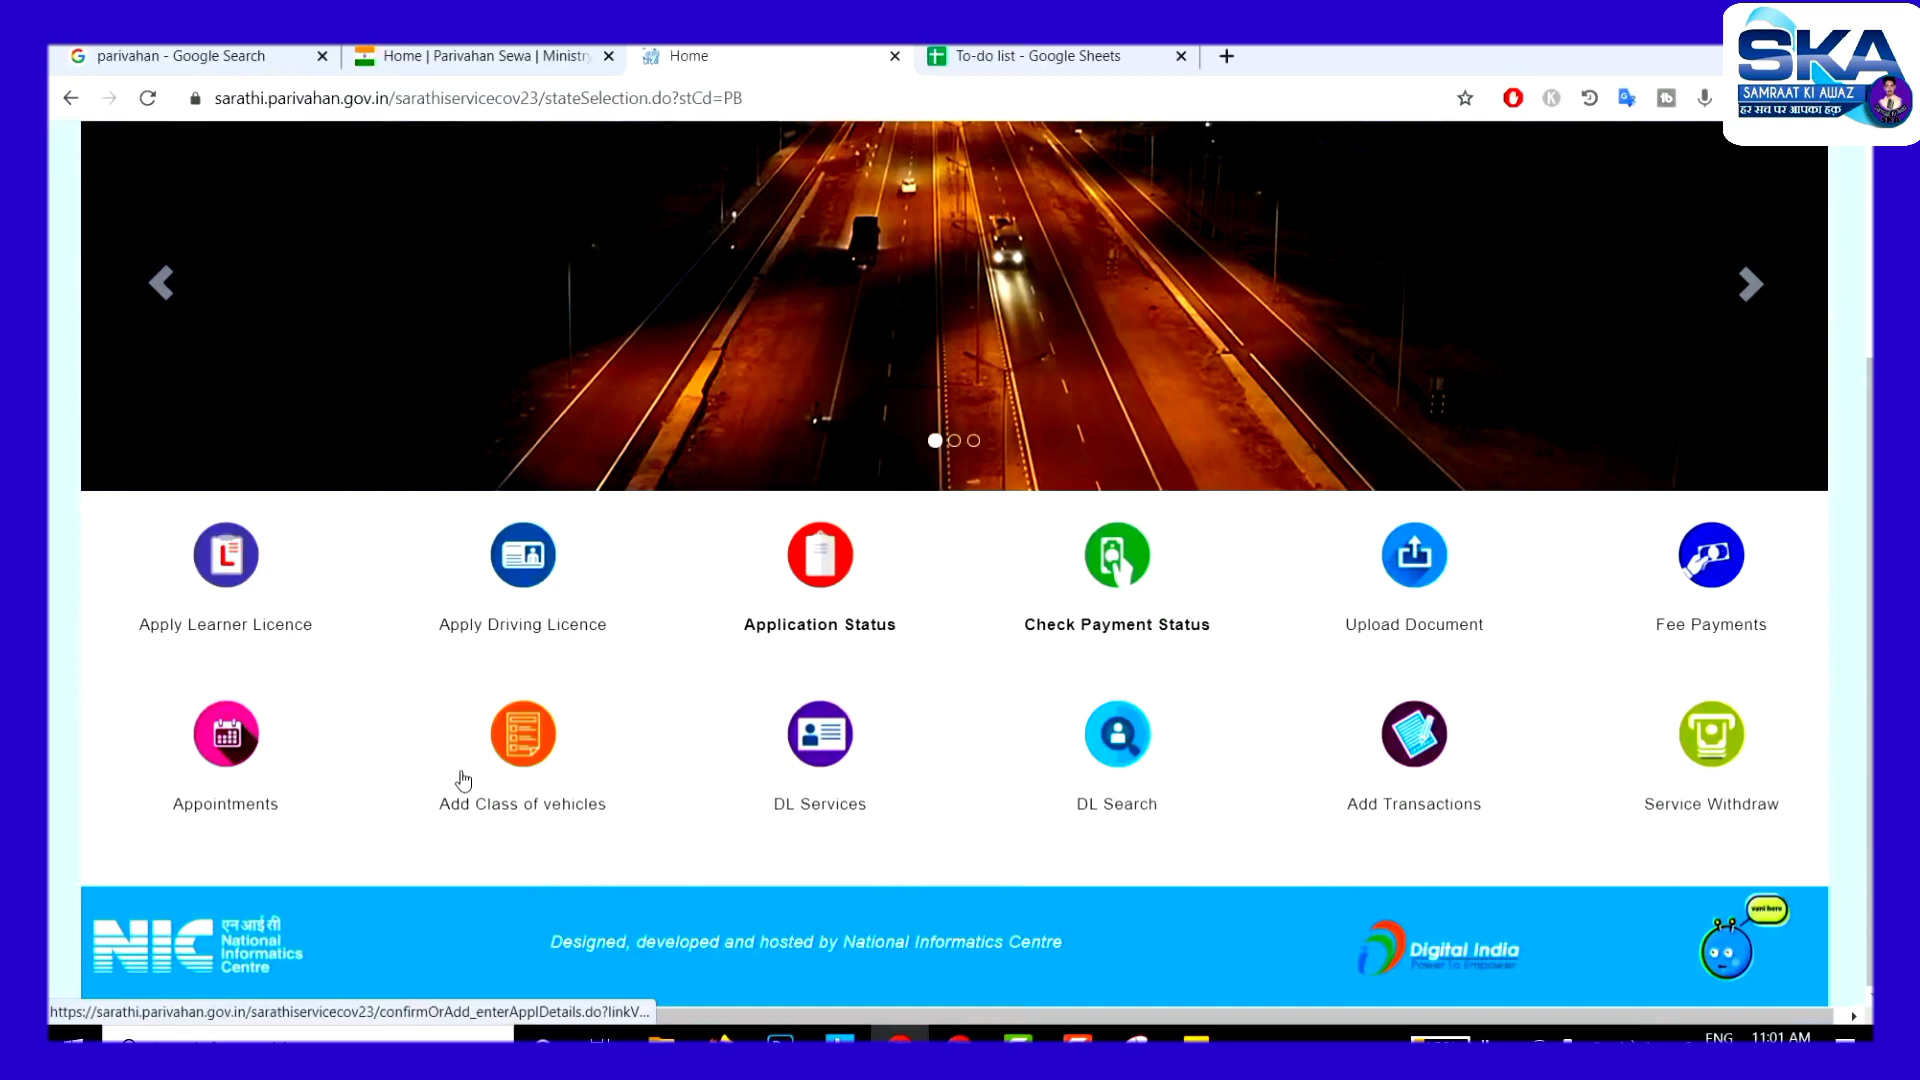 SKA
SAMRAAT KI AWAZ
हर सच पर आपका हक़
parivahan - Google Search
Home | Parivahan Sewa | Ministry
Home
To-do list - Google Sheets
sarathi.parivahan.gov.in/sarathiservicecov23/stateSelection.do?stCd=PB
Apply Learner Licence
Apply Driving Licence
Application Status
Check Payment Status
Upload Document
Fee Payments
Appointments
Add Class of vehicles
DL Services
DL Search
Add Transactions
Service Withdraw
NIC
एन आई सी
National
Informatics
Centre
Designed, developed and hosted by National Informatics Centre
Digital India
Power To Empower
vani here
https://sarathi.parivahan.gov.in/sarathiservicecov23/confirmOrAdd_enterApplDetails.do?linkV...
ENG
11:01 AM